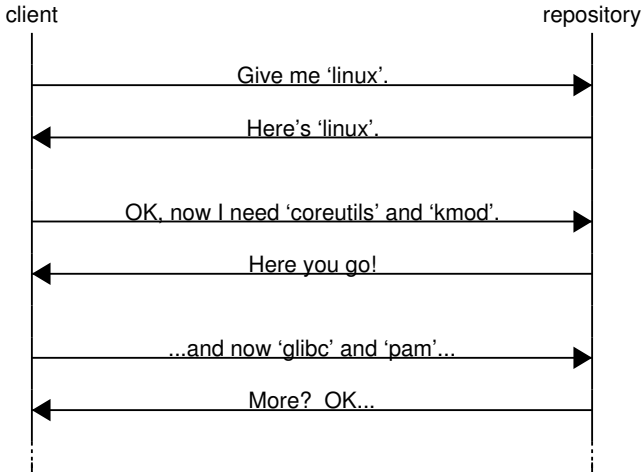 client repository
Give me ‘linux’.
Here's ‘linux’.
OK, now I need ‘coreutils’ and ‘kmod’.
Here you go!
...and now ‘glibc’ and ‘pam’...
More? OK...